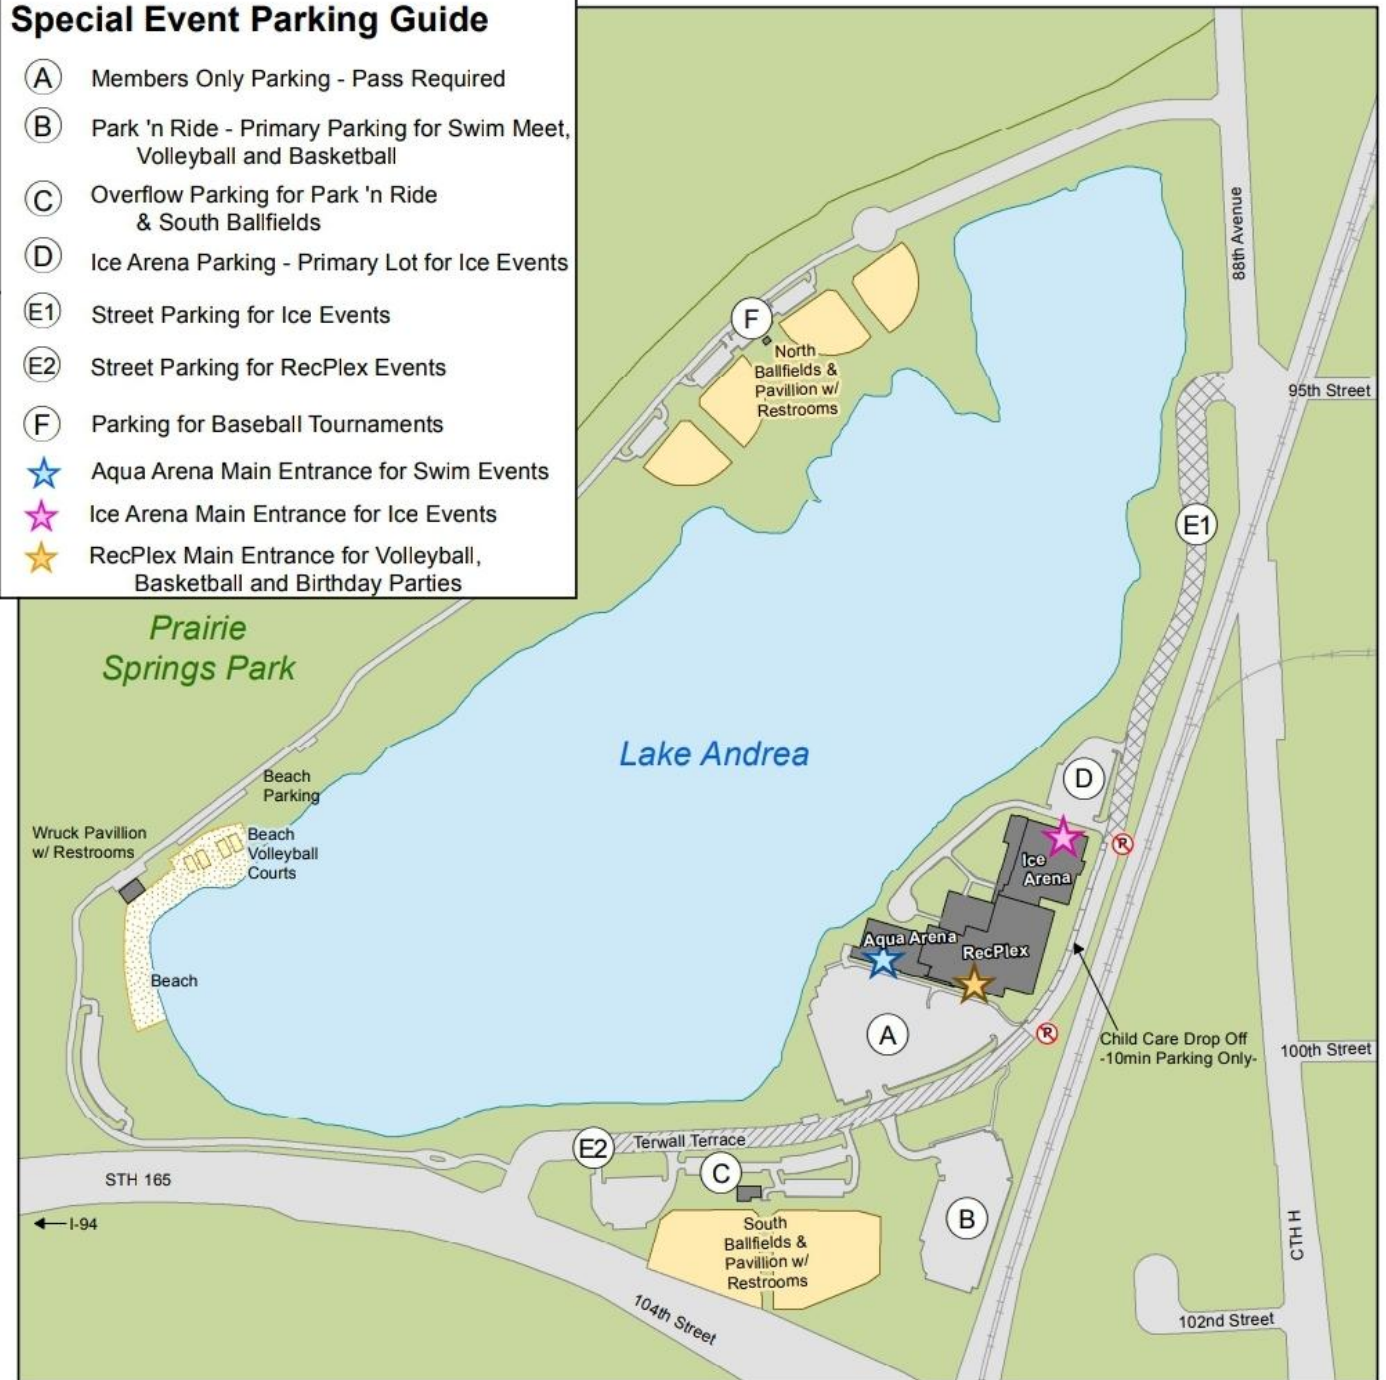 Special Event Parking Guide
A Members Only Parking - Pass Required
B Park 'n Ride - Primary Parking for Swim Meet,
Volleyball and Basketball
C Overflow Parking for Park 'n Ride
& South Ballfields
D Ice Arena Parking - Primary Lot for Ice Events
E1 Street Parking for Ice Events
E2 Street Parking for RecPlex Events
F Parking for Baseball Tournaments
Aqua Arena Main Entrance for Swim Events
Ice Arena Main Entrance for Ice Events
RecPlex Main Entrance for Volleyball,
Basketball and Birthday Parties
88th Avenue
F
North
Ballfields &
Pavillion w/
Restrooms
95th Street
E1
Prairie
Springs Park
Lake Andrea
Beach
Parking
D
Wruck Pavillion
w/ Restrooms
Beach
Volleyball
Courts
P
Ice
Arena
Aqua Arena
RecPlex
Beach
A
P
Child Care Drop Off
-10min Parking Only-
100th Street
E2
Terwall Terrace
C
STH 165
I-94
B
South
Ballfields &
Pavillion w/
Restrooms
CTH H
104th Street
102nd Street